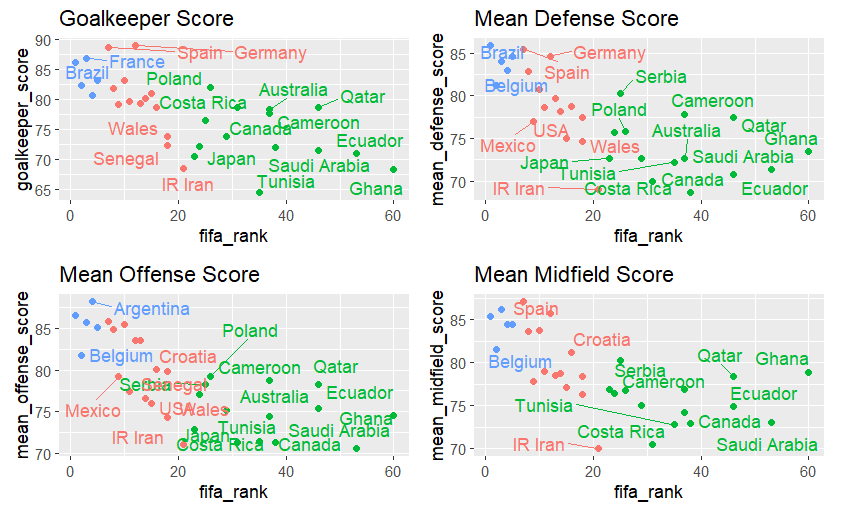 Goalkeeper Score
goalkeeper_score
90
85
80
75
70
65
Spain
Germany
France
Brazil
Poland
Australia
Qatar
Costa Rica
Cameroon
Wales
Canada
Ecuador
Senegal
Japan
Saudi Arabia
IR Iran
Tunisia
Ghana
0
20
40
60
fifa_rank
Mean Defense Score
mean_defense_score
85
80
75
70
Brazil
Germany
Spain
Serbia
Belgium
Cameroon
Poland
USA
Qatar
Australia
Mexico
Wales
Ghana
Japan
Saudi Arabia
Tunisia
Canada
IR Iran
Costa Rica
Ecuador
0
20
40
60
fifa_rank
Mean Offense Score
mean_offense_score
85
80
75
70
Argentina
Poland
Belgium
Croatia
Cameroon
Qatar
Serbia
Senegal
Australia
Ecuador
Mexico
USA
Wales
Ghana
Tunisia
IR Iran
Japan
Saudi Arabia
Costa Rica
Canada
0
20
40
60
fifa_rank
Mean Midfield Score
mean_midfield_score
85
80
75
70
Spain
Croatia
Belgium
Qatar
Ghana
Serbia
Cameroon
Ecuador
Tunisia
Canada
Costa Rica
IR Iran
Saudi Arabia
0
20
40
60
fifa_rank